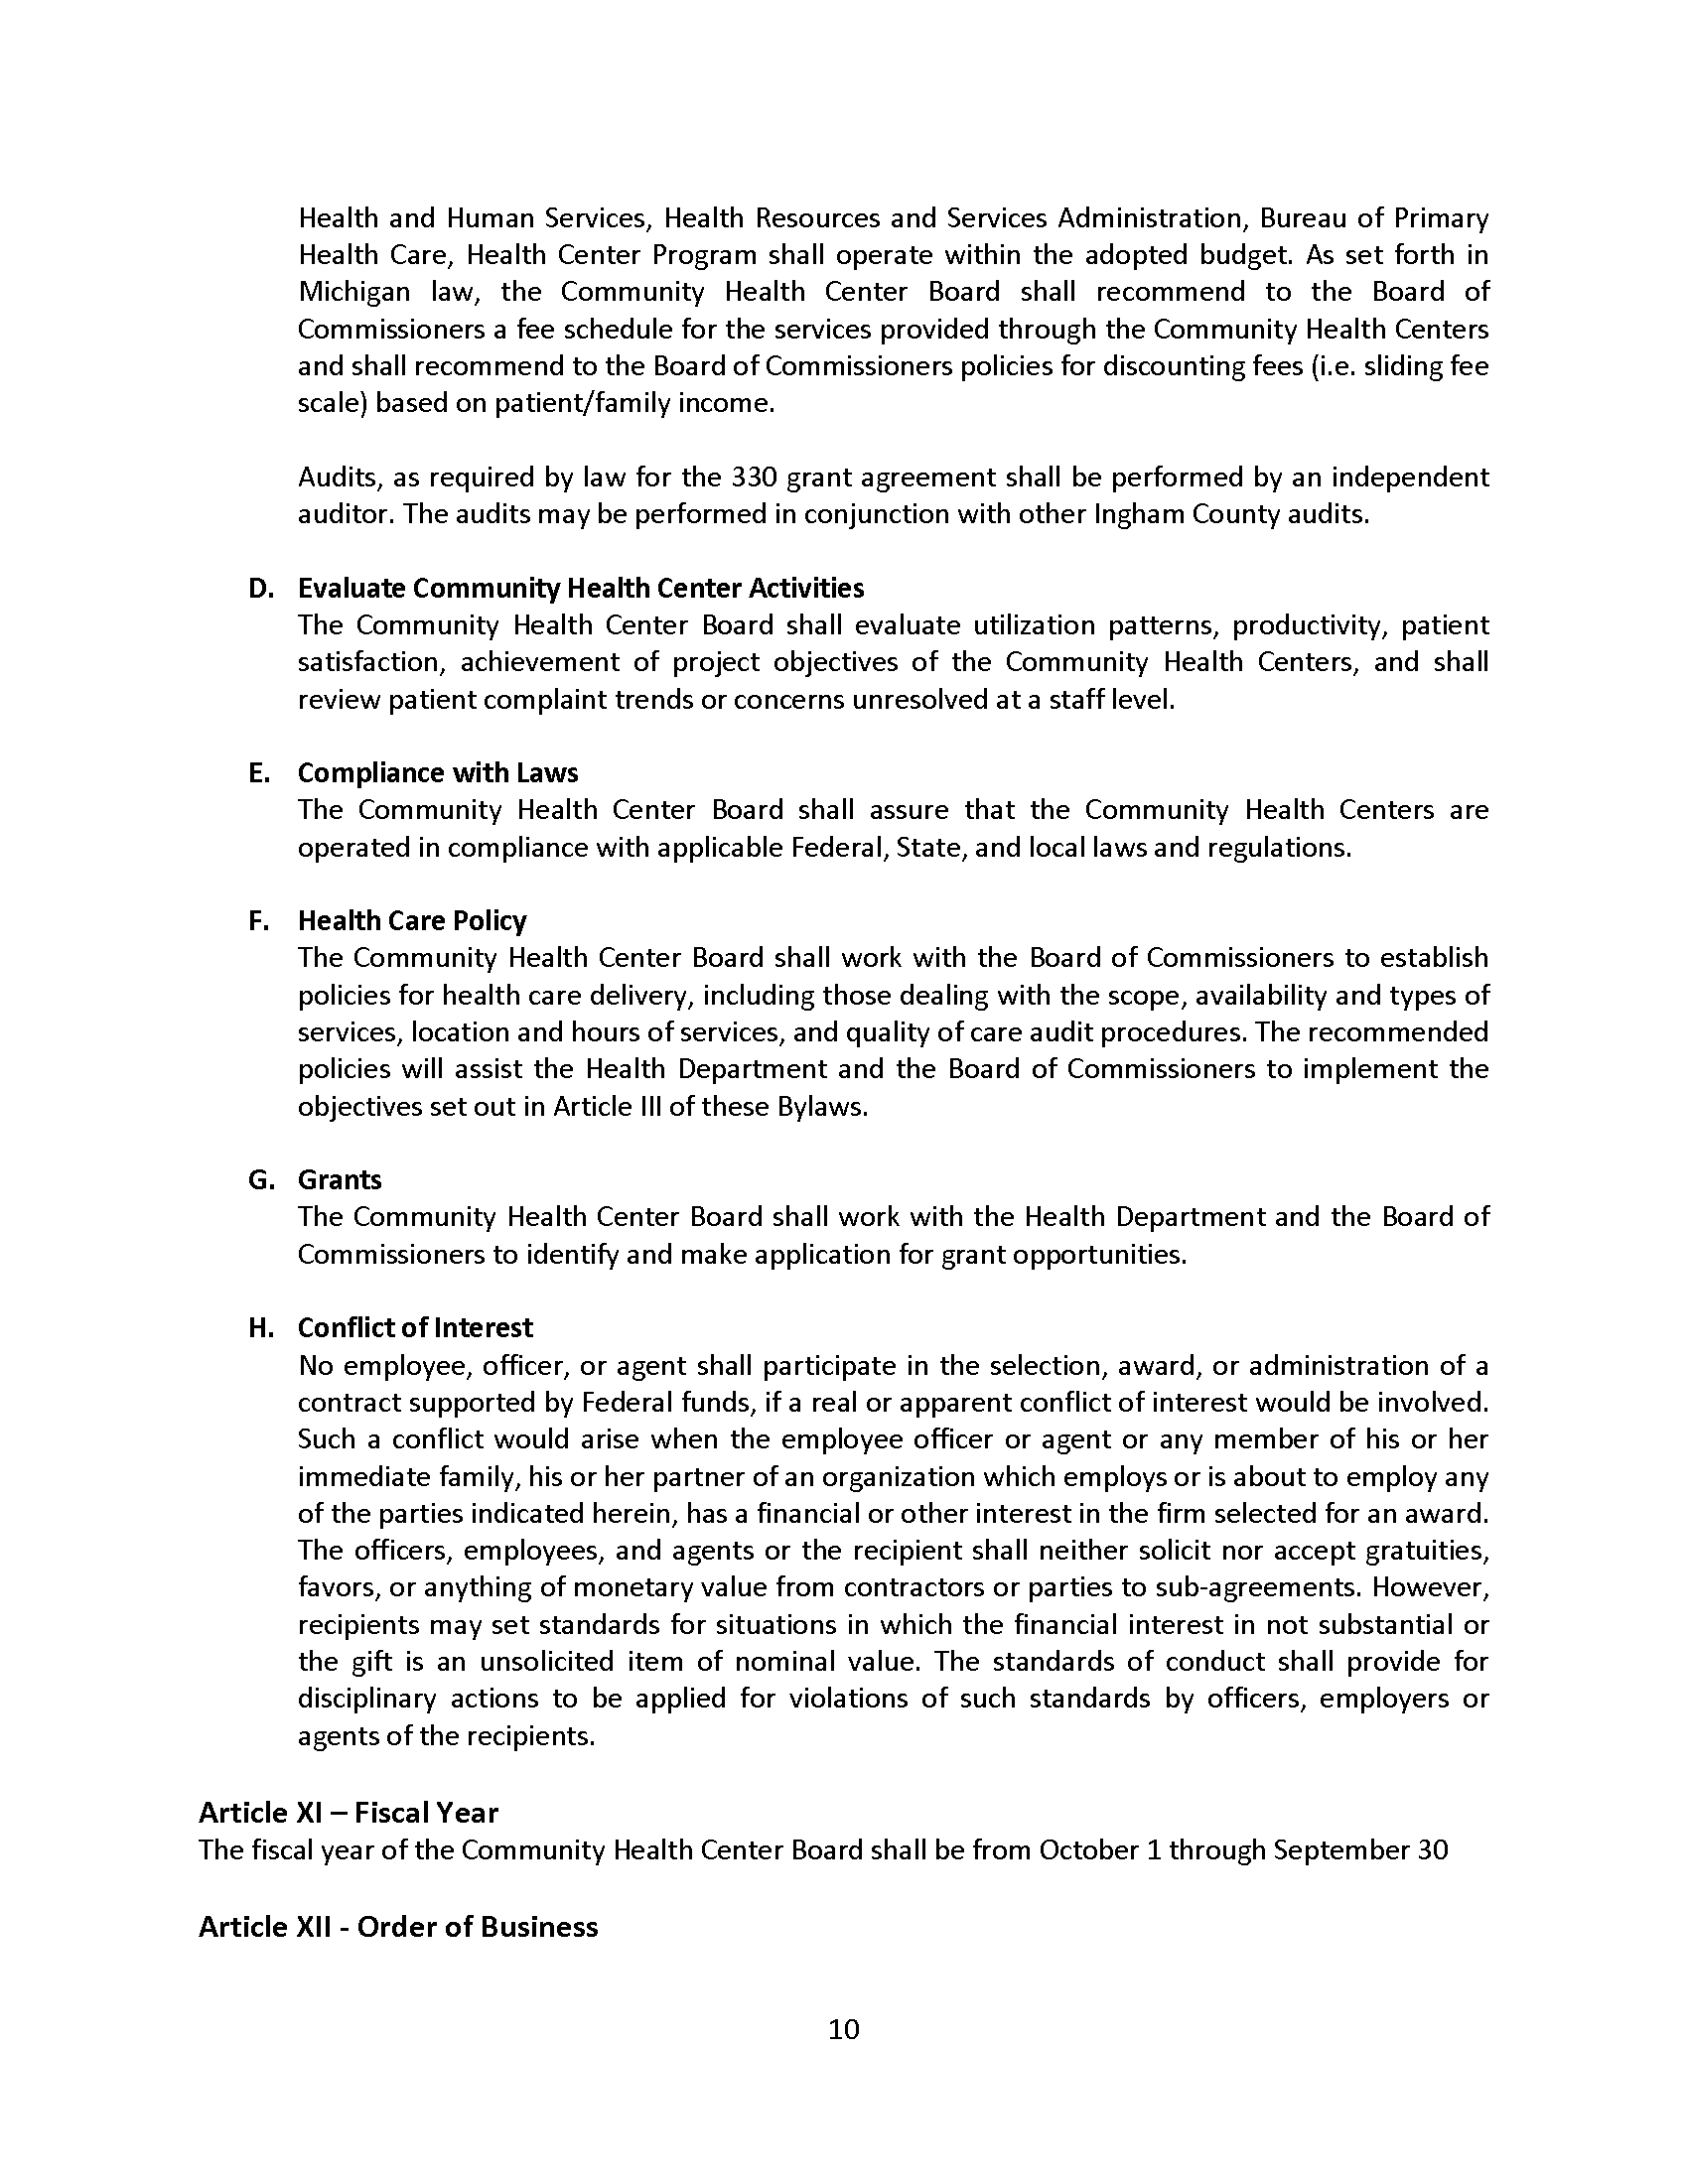 Health and Human Services, Health Resources and Services Administration, Bureau of Primary
Health Care, Health Center Program shall operate within the adopted budget. As set forth in
Michigan law, the Community Health Center Board shall recommend to the Board of
Commissioners a fee schedule for the services provided through the Community Health Centers
and shall recommend to the Board of Commissioners policies for discounting fees (i.e. sliding fee
scale) based on patient/family income.
Audits, as required by law for the 330 grant agreement shall be performed by an independent
auditor. The audits may be performed in conjunction with other Ingham County audits.
D. Evaluate Community Health Center Activities
The Community Health Center Board shall evaluate utilization patterns, productivity, patient
satisfaction, achievement of project objectives of the Community Health Centers, and shall
review patient complaint trends or concerns unresolved at a staff level.
E. Compliance with Laws
The Community Health Center Board shall assure that the Community Health Centers are
operated in compliance with applicable Federal, State, and local laws and regulations.
F. Health Care Policy
The Community Health Center Board shall work with the Board of Commissioners to establish
policies for health care delivery, including those dealing with the scope, availability and types of
services, location and hours of services, and quality of care audit procedures. The recommended
policies will assist the Health Department and the Board of Commissioners to implement the
objectives set out in Article III of these Bylaws.
G. Grants
The Community Health Center Board shall work with the Health Department and the Board of
Commissioners to identify and make application for grant opportunities.
H. Conflict of Interest
No employee, officer, or agent shall participate in the selection, award, or administration of a
contract supported by Federal funds, if a real or apparent conflict of interest would be involved.
Such a conflict would arise when the employee officer or agent or any member of his or her
immediate family, his or her partner of an organization which employs or is about to employ any
of the parties indicated herein, has a financial or other interest in the firm selected for an award.
The officers, employees, and agents or the recipient shall neither solicit nor accept gratuities,
favors, or anything of monetary value from contractors or parties to sub-agreements. However,
recipients may set standards for situations in which the financial interest in not substantial or
the gift is an unsolicited item of nominal value. The standards of conduct shall provide for
disciplinary actions to be applied for violations of such standards by officers, employers or
agents of the recipients.
Article XI – Fiscal Year
The fiscal year of the Community Health Center Board shall be from October 1 through September 30
Article XII - Order of Business
10